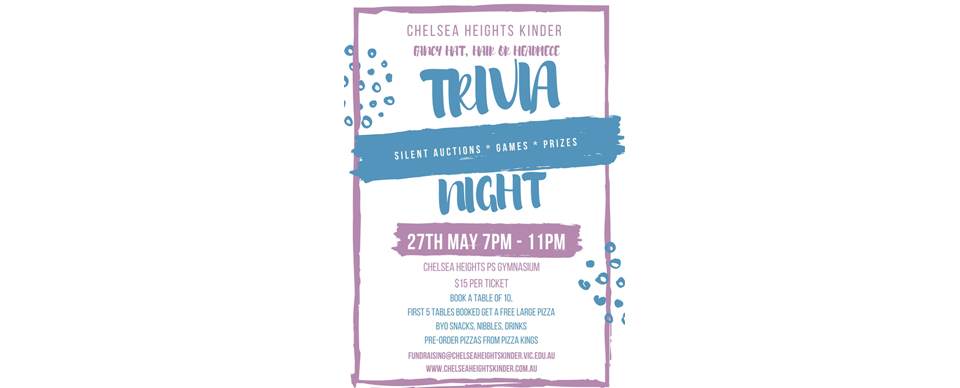 CHELSEA HEIGHTS KINDER
FANCY HAT, HAIR OR HEADPIECE
TRIVIA
SILENT AUCTIONS * GAMES * PRIZES
NIGHT
27TH MAY 7PM - 11PM
CHELSEA HEIGHTS PS GYMNASIUM
$15 PER TICKET
BOOK A TABLE OF 10,
FIRST 5 TABLES BOOKED GET A FREE LARGE PIZZA
BYO SNACKS, NIBBLES, DRINKS
PRE-ORDER PIZZAS FROM PIZZA KINGS
FUNDRAISING@CHELSEAHEIGHTSKINDER.VIC.EDU.AU
WWW.CHELSEAHEIGHTSKINDER.COM.AU